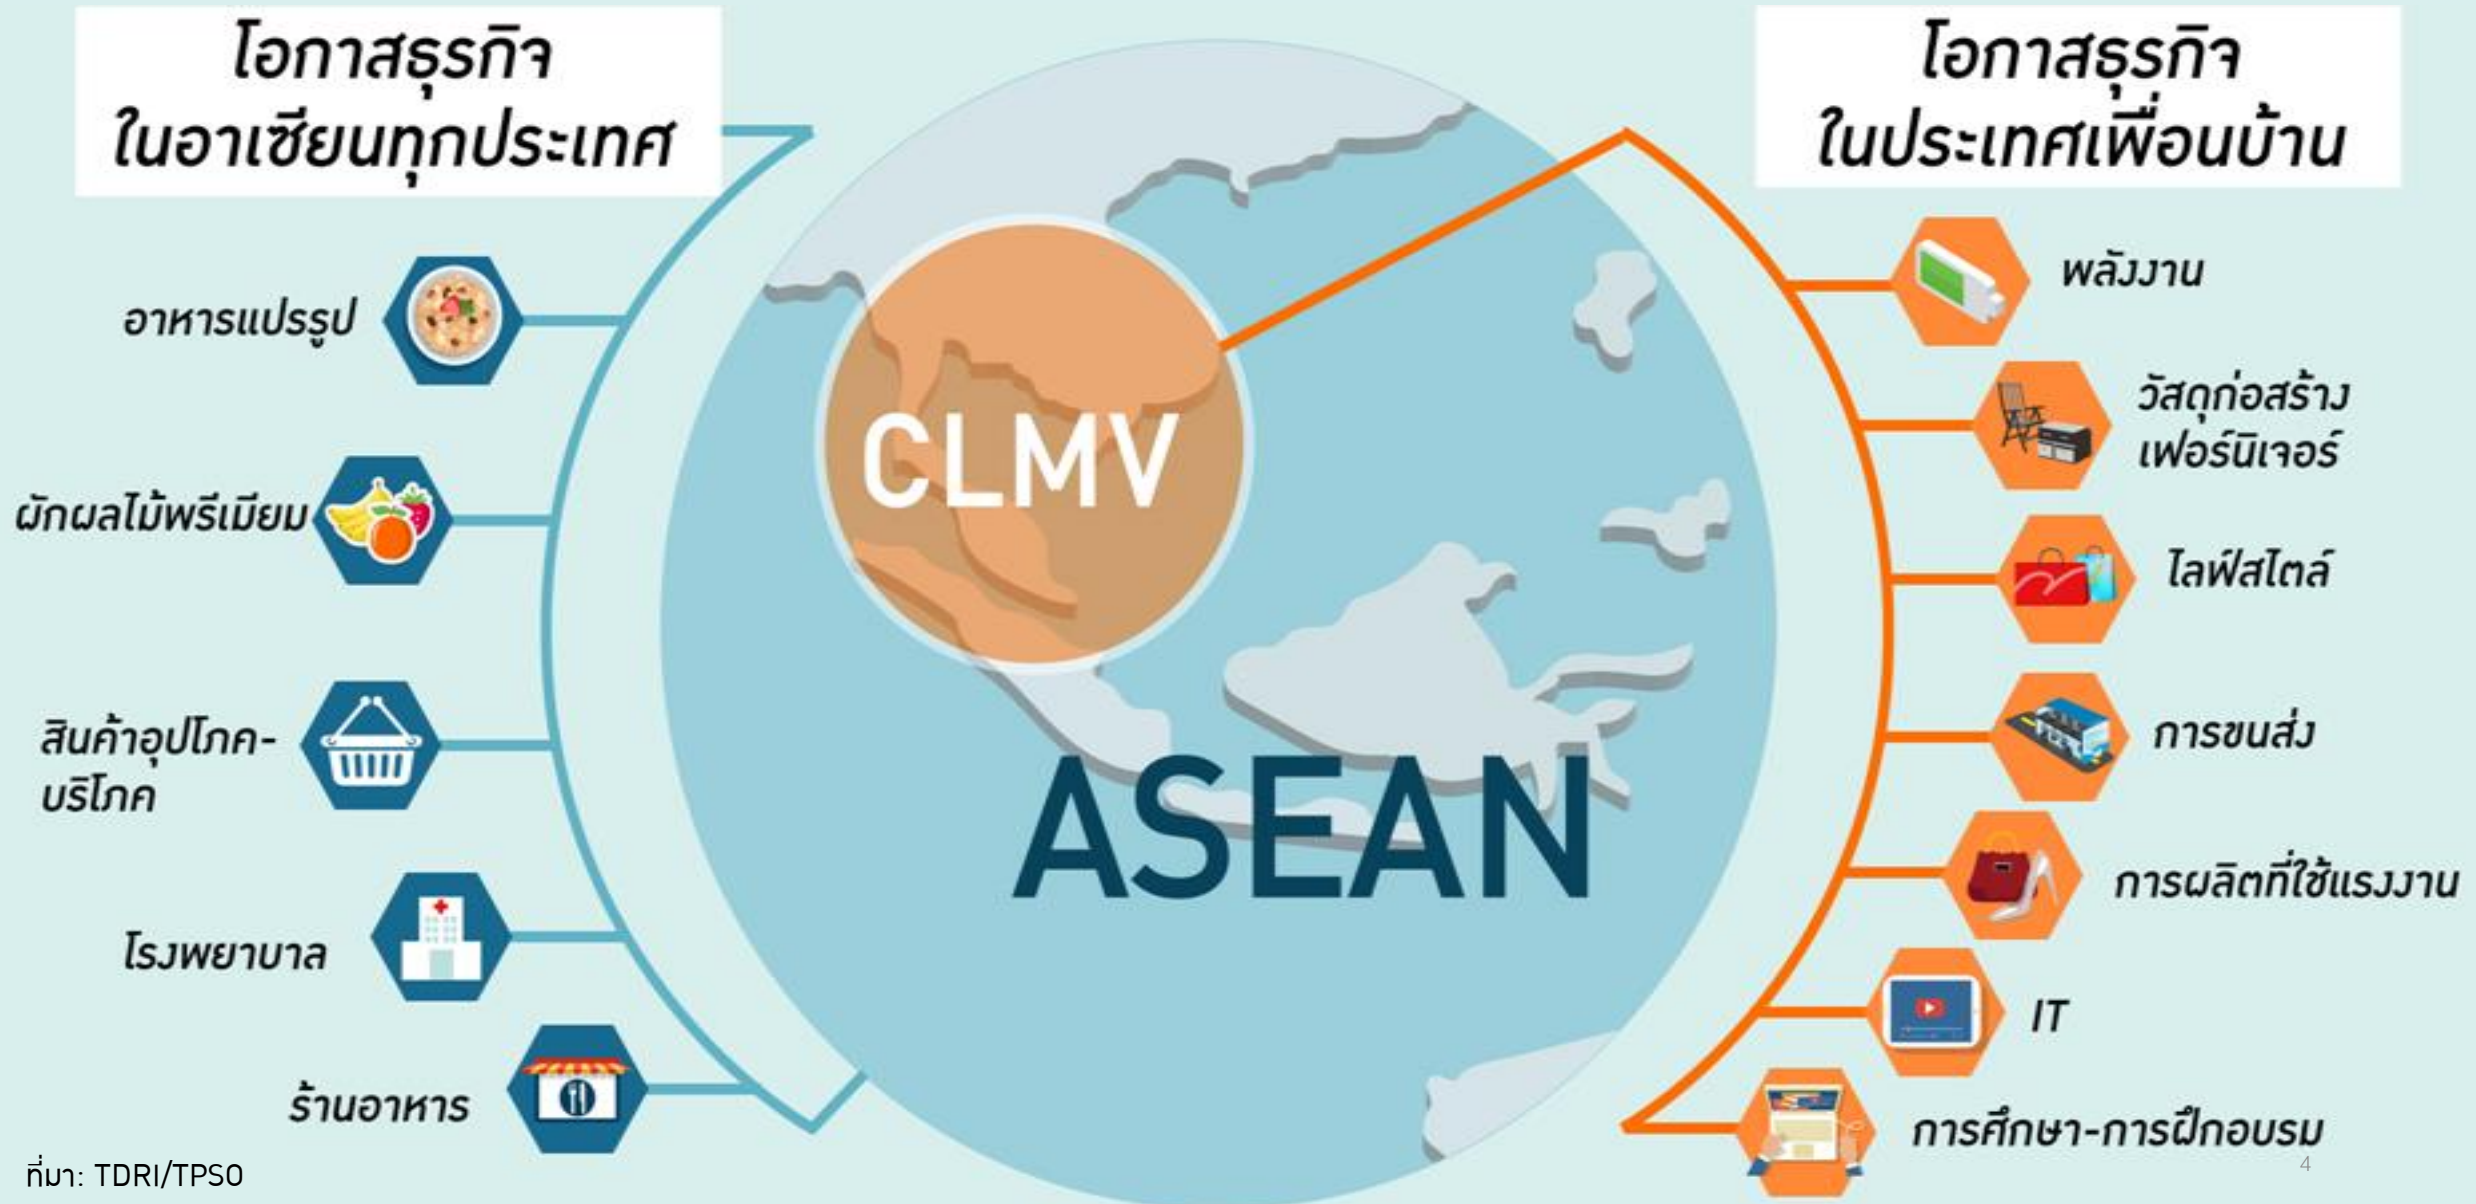 โอกาสธุรกิจ
ในอาเซียนทุกประเทศ
อาหารแปรรูป
ผักผลไม้พรีเมียม
สินค้าอุปโภค-
บริโภค
โรงพยาบาล
ร้านอาหาร
ที่มา: TDRI/TPSO
CLMV
ASEAN
โอกาสธุรกิจ
ในประเทศเพื่อนบ้าน
พลังงาน
วัสดุก่อสร้าง
เฟอร์นิเจอร์
ไลฟ์สไตล์
การขนส่ง
การผลิตที่ใช้แรงงาน
IT
การศึกษา-การฝึกอบรม
4